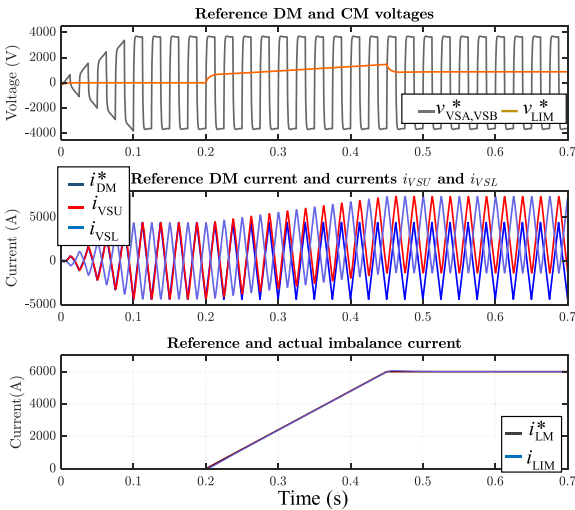 Reference DM and CM voltages
Voltage (V)
4000
2000
0
-2000
-4000
v*VSA,VSB v*LIM
0 0.1 0.2 0.3 0.4 0.5 0.6 0.7
Reference DM current and currents iVSU and iVSL
Current (A)
5000
0
-5000
i*DM
iVSU
iVSL
0 0.1 0.2 0.3 0.4 0.5 0.6 0.7
Reference and actual imbalance current
Current(A)
6000
4000
2000
0
i*LM
iLIM
0 0.1 0.2 0.3 0.4 0.5 0.6 0.7
Time (s)